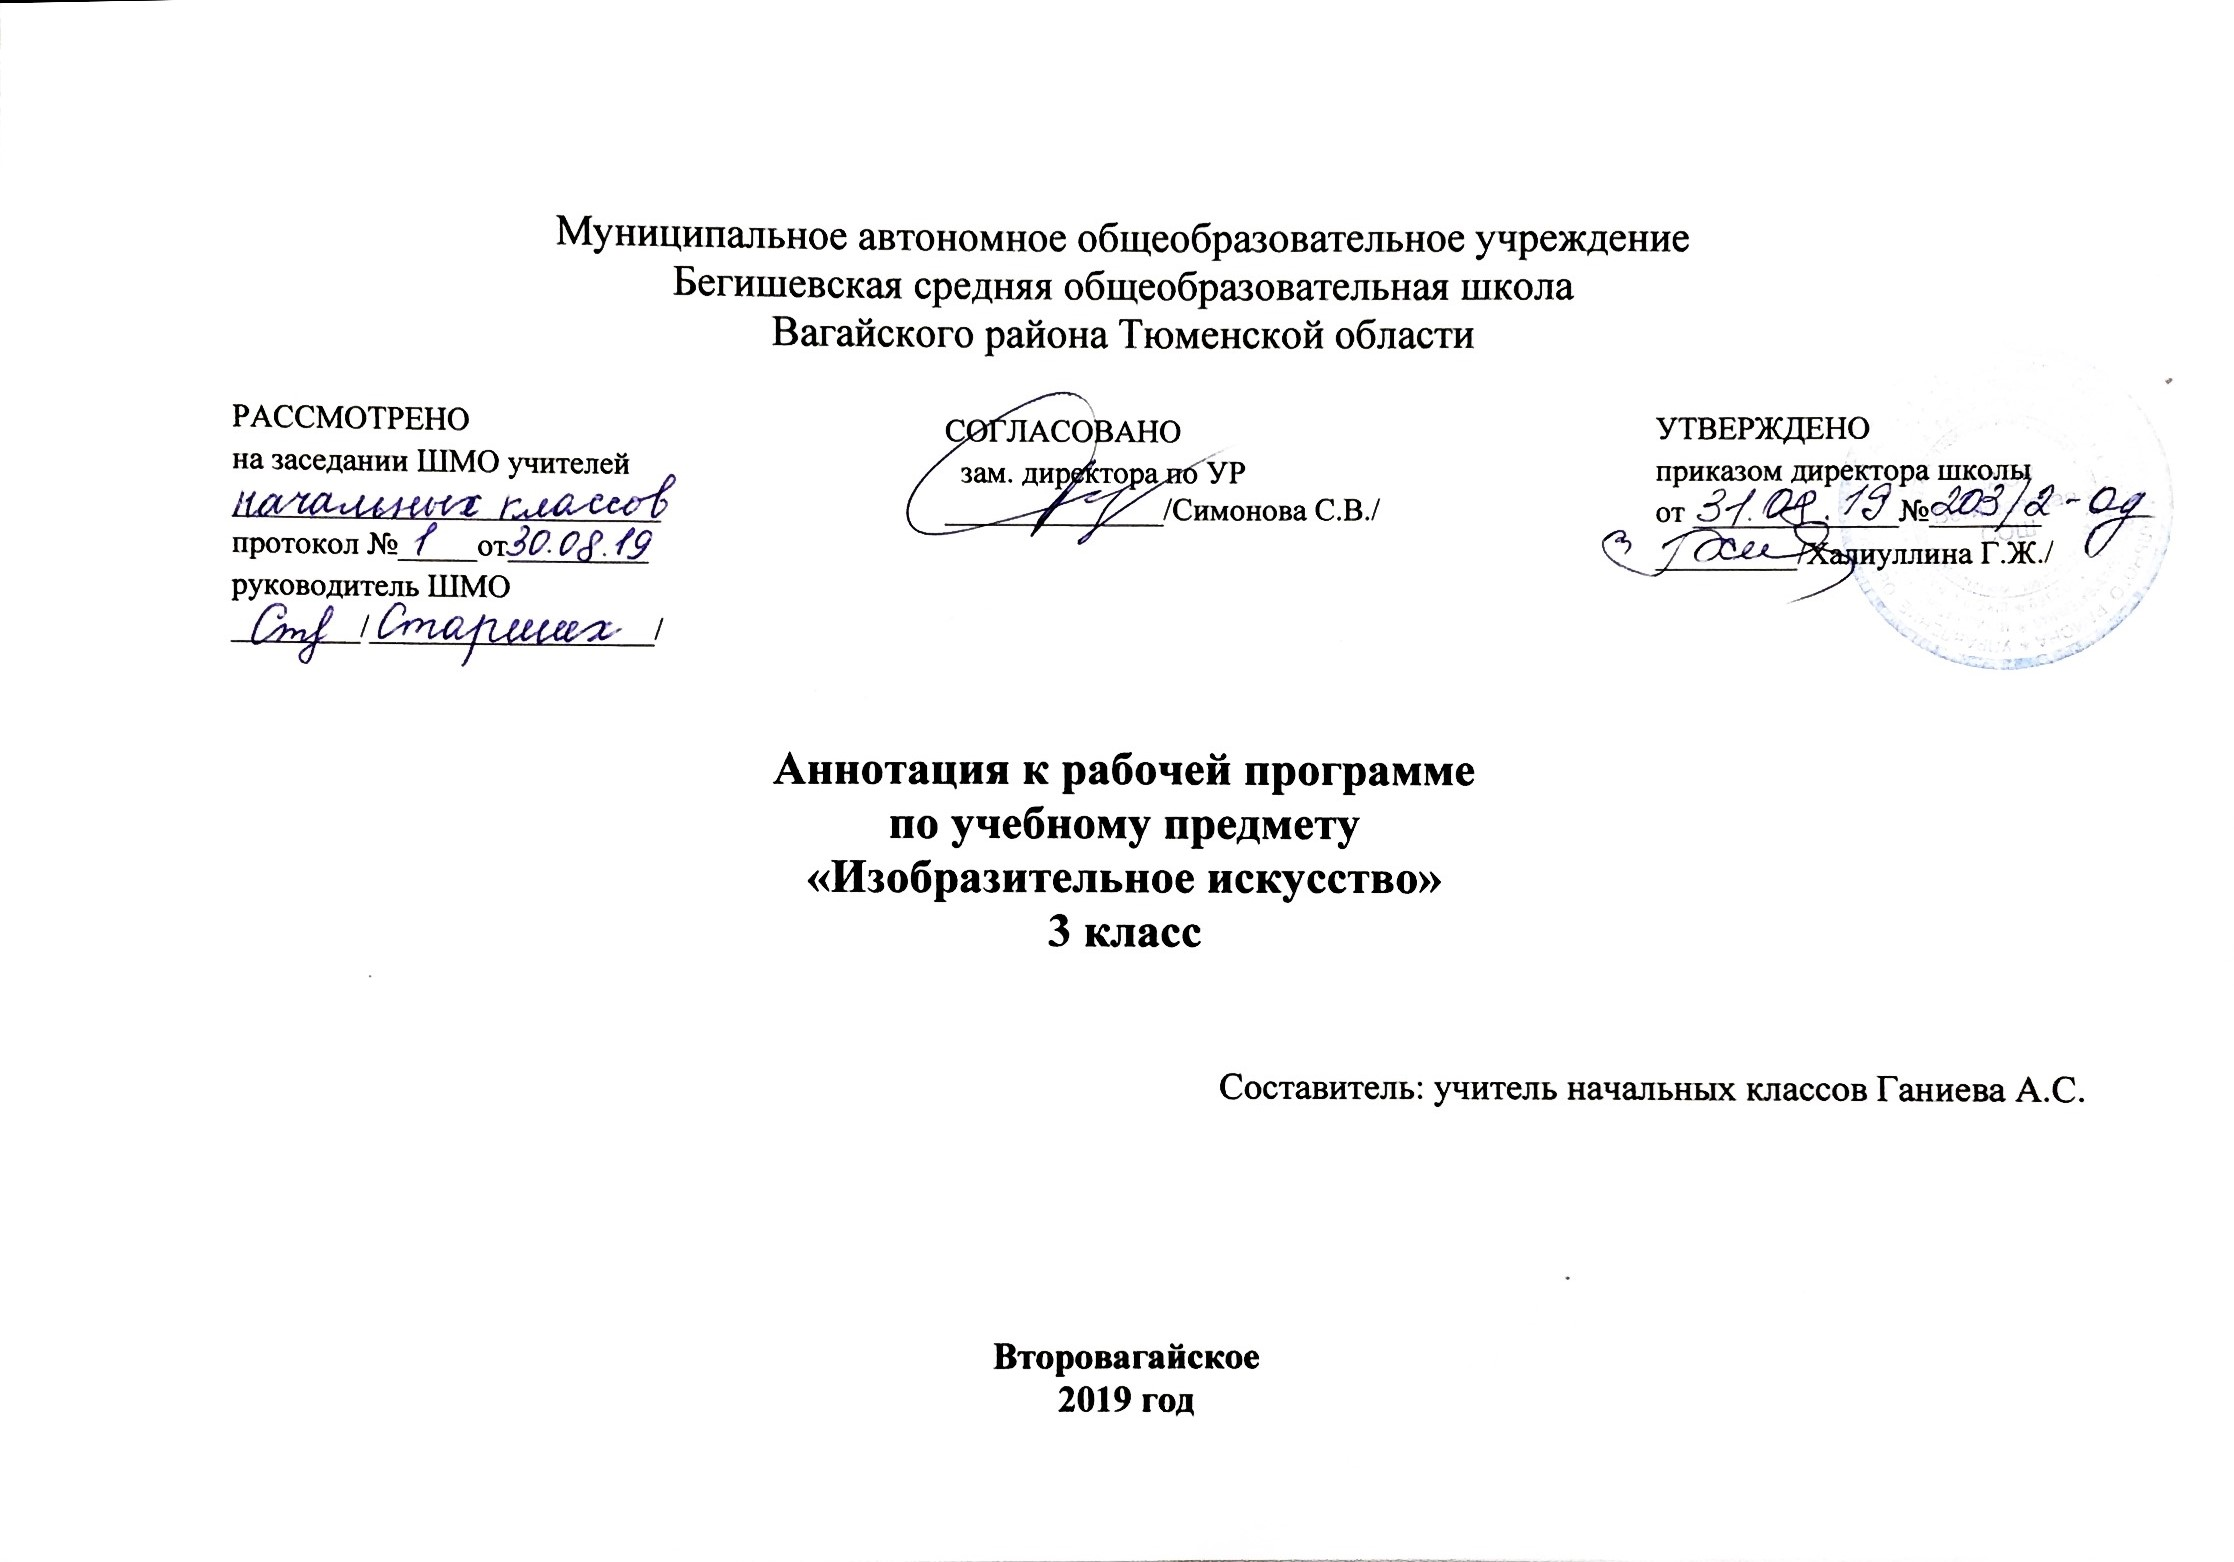 Муниципальное автономное общеобразовательное учреждение
Бегишевская средняя общеобразовательная школа
Вагайского района Тюменской области
РАССМОТРЕНО
на заседании ШМО учителей
начальных классов
протокол № 1 от 30.08.19
руководитель ШМО
/ Старших /
СОГЛАСОВАНО
зам. директора по УР
/Симонова С.В./
УТВЕРЖДЕНО
приказом директора школы
от 31.08.19 № 203/2-од
/Халиуллина Г.Ж./
Аннотация к рабочей программе
по учебному предмету
«Изобразительное искусство»
3 класс
Составитель: учитель начальных классов Ганиева А.С.
Второвагайское
2019 год